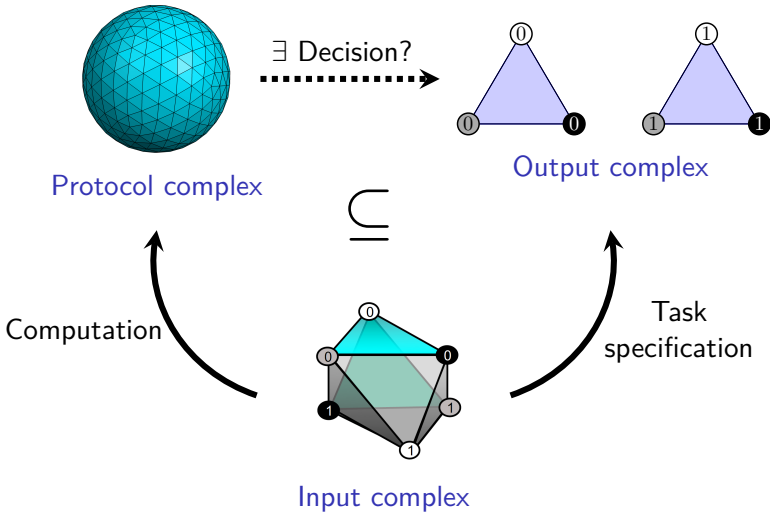 ∃ Decision?
0
0
0
1
1
1
Protocol complex
Output complex
⊆
Computation
Task
specification
0
0
0
1
1
1
Input complex